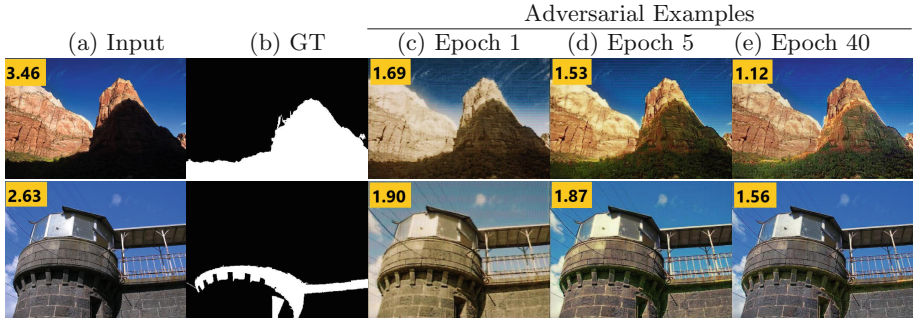 Adversarial Examples
(a) Input (b) GT (c) Epoch 1 (d) Epoch 5 (e) Epoch 40
3.46 1.69 1.53 1.12
2.63 1.90 1.87 1.56